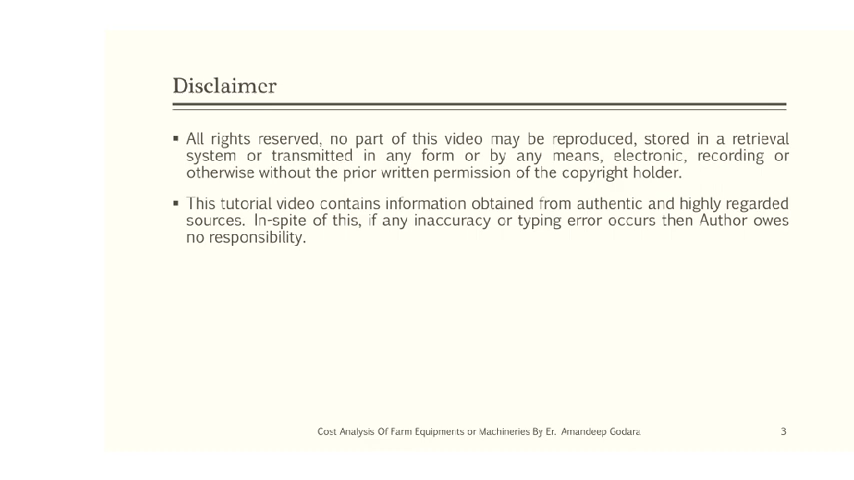 Disclaimer
▪ All rights reserved, no part of this video may be reproduced, stored in a retrieval
system or transmitted in any form or by any means, electronic, recording or
otherwise without the prior written permission of the copyright holder.
▪ This tutorial video contains information obtained from authentic and highly regarded
sources. In-spite of this, if any inaccuracy or typing error occurs then Author owes
no responsibility.
Cost Analysis Of Farm Equipments or Machineries By Er. Amandeep Godara
3